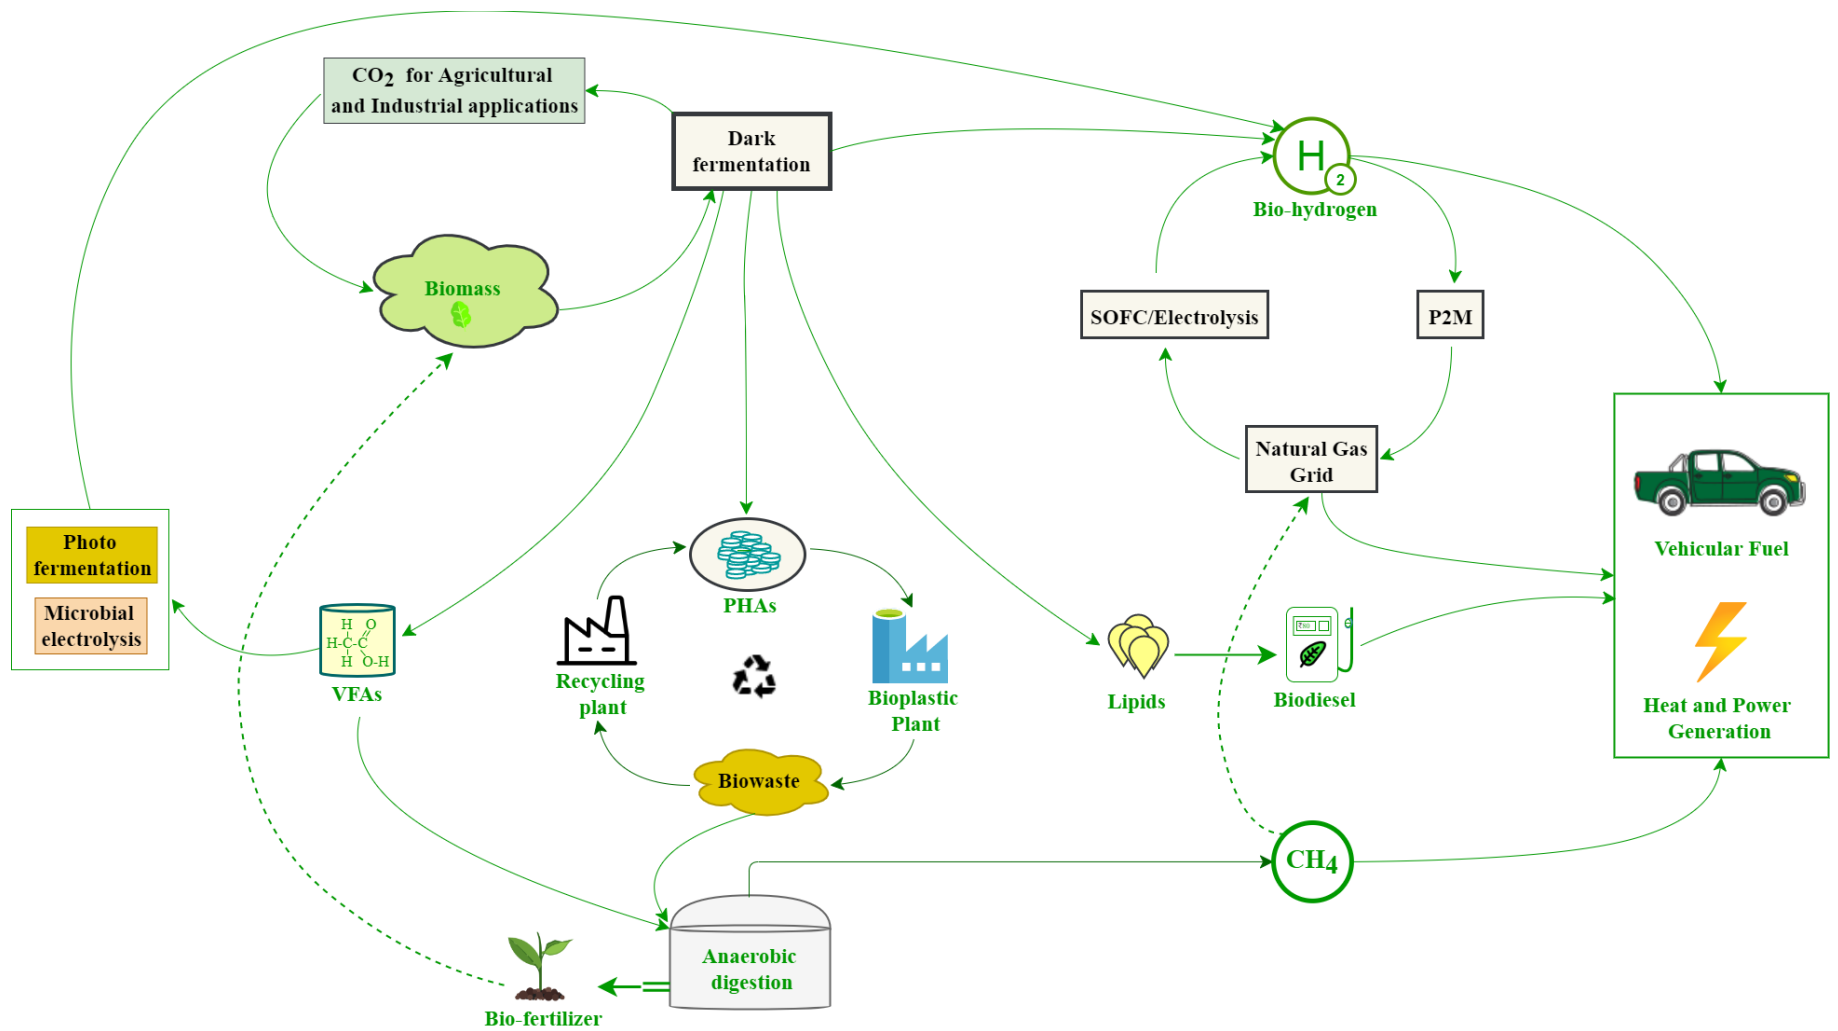 CO2 for Agricultural
and Industrial applications
Dark
fermentation
H
2
Bio-hydrogen
Biomass
SOFC/Electrolysis
P2M
Natural Gas
Grid
Photo
fermentation
Microbial
electrolysis
H
O
H-C-C
H
O-H
VFAs
PHAs
Recycling
plant
Bioplastic
Plant
Biowaste
Lipids
Biodiesel
Vehicular Fuel
Heat and Power
Generation
CH4
Anaerobic
digestion
Bio-fertilizer